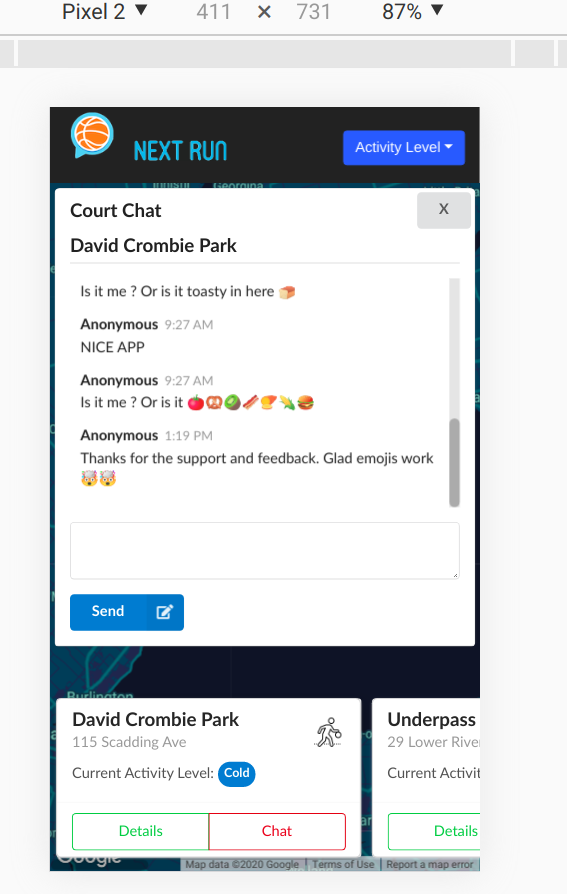 Pixel 2 ▼ 411 × 731 87% ▼
NEXT RUN
Activity Level
Georgina
Court Chat
X
David Crombie Park
Is it me ? Or is it toasty in here 🍞
Anonymous 9:27 AM
NICE APP
Anonymous 9:27 AM
Is it me ? Or is it 🍅🥨🥝🥓🍞🌽🍔
Anonymous 1:19 PM
Thanks for the support and feedback. Glad emojis work
🤯🤯
Send
Burlington
David Crombie Park
115 Scadding Ave
Current Activity Level: Cold
Details
Chat
Underpass
29 Lower River
Current Activit
Details
Google
Map data ©2020 Google
Terms of Use
Report a map error